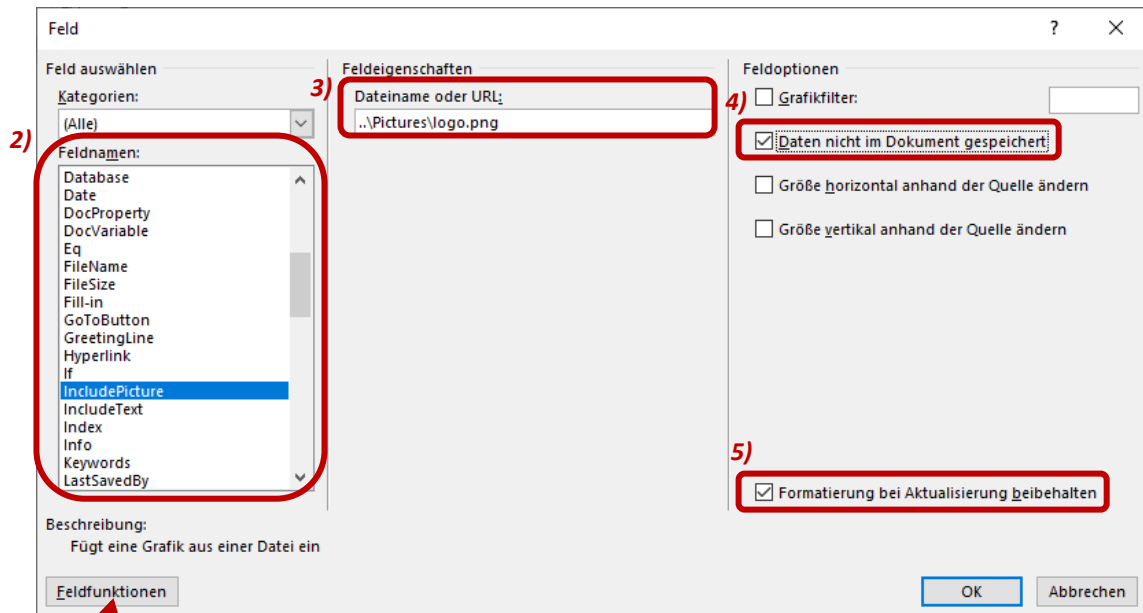 Feld ? ×
Feld auswählen
Kategorien:
(Alle)
2)
Feldnamen:
Database
Date
DocProperty
DocVariable
Eq
FileName
FileSize
Fill-in
GoToButton
GreetingLine
Hyperlink
If
IncludePicture
IncludeText
Index
Info
Keywords
LastSavedBy
Feldeigenschaften
3)
Dateiname oder URL:
..\Pictures\logo.png
Feldoptionen
4)
Grafikfilter:
Daten nicht im Dokument gespeichert
Größe horizontal anhand der Quelle ändern
Größe vertikal anhand der Quelle ändern
5)
Formatierung bei Aktualisierung beibehalten
Beschreibung:
Fügt eine Grafik aus einer Datei ein
Feldfunktionen
OK
Abbrechen